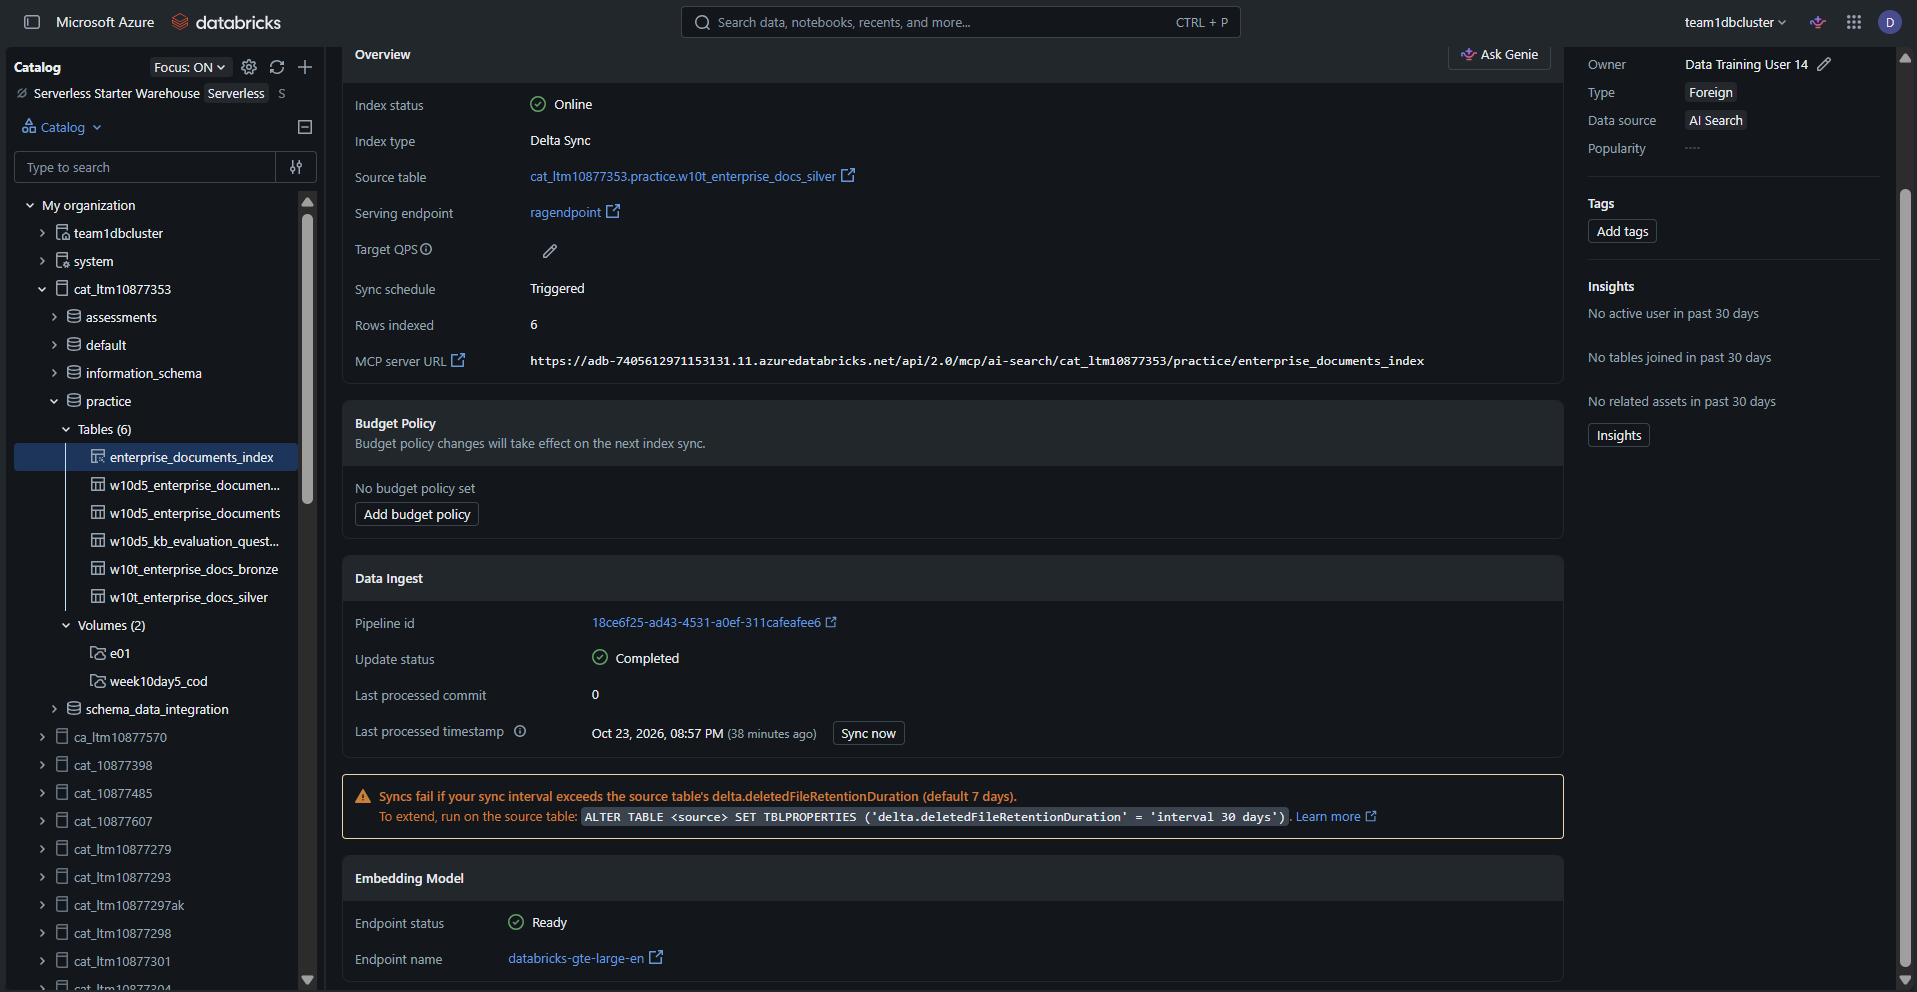 Microsoft Azure databricks
Search data, notebooks, recents, and more... CTRL + P
team1dbcluster
D
Catalog
Focus: ON
Serverless Starter Warehouse Serverless S
Catalog
Type to search
My organization
team1dbcluster
system
cat_ltm10877353
assessments
default
information_schema
practice
Tables (6)
enterprise_documents_index
w10d5_enterprise_documen...
w10d5_enterprise_documents
w10d5_kb_evaluation_quest...
w10t_enterprise_docs_bronze
w10t_enterprise_docs_silver
Volumes (2)
e01
week10day5_cod
schema_data_integration
ca_ltm10877570
cat_10877398
cat_10877485
cat_10877607
cat_ltm10877279
cat_ltm10877293
cat_ltm10877297ak
cat_ltm10877298
cat_ltm10877301
cat_ltm10877304
Overview
Ask Genie
Index status Online
Index type Delta Sync
Source table cat_ltm10877353.practice.w10t_enterprise_docs_silver
Serving endpoint ragendpoint
Target QPS
Sync schedule Triggered
Rows indexed 6
MCP server URL https://adb-7405612971153131.11.azuredatabricks.net/api/2.0/mcp/ai-search/cat_ltm10877353/practice/enterprise_documents_index
Budget Policy
Budget policy changes will take effect on the next index sync.
No budget policy set
Add budget policy
Data Ingest
Pipeline id 18ce6f25-ad43-4531-a0ef-311cafeafee6
Update status Completed
Last processed commit 0
Last processed timestamp Oct 23, 2026, 08:57 PM (38 minutes ago) Sync now
Syncs fail if your sync interval exceeds the source table's delta.deletedFileRetentionDuration (default 7 days).
To extend, run on the source table: ALTER TABLE <source> SET TBLPROPERTIES ('delta.deletedFileRetentionDuration' = 'interval 30 days'). Learn more
Embedding Model
Endpoint status Ready
Endpoint name databricks-gte-large-en
Owner Data Training User 14
Type Foreign
Data source AI Search
Popularity ----
Tags
Add tags
Insights
No active user in past 30 days
No tables joined in past 30 days
No related assets in past 30 days
Insights